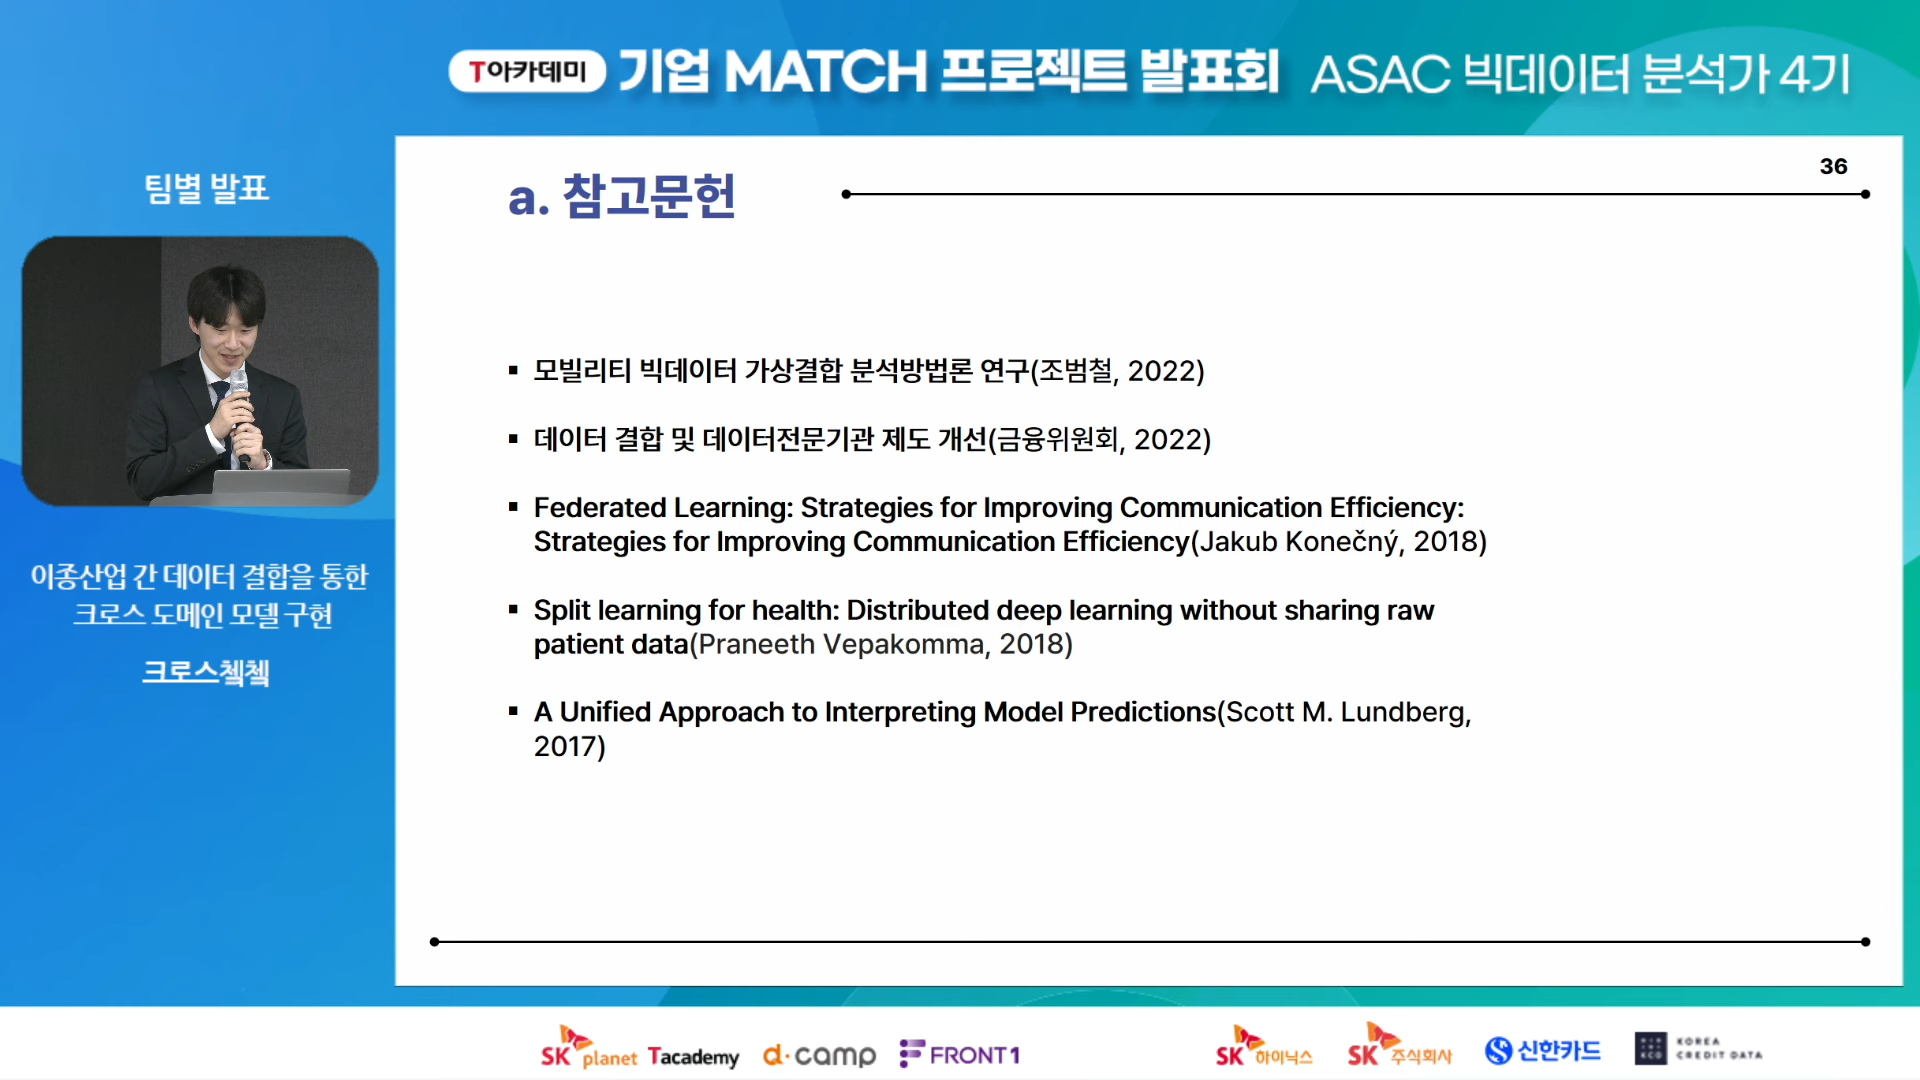 T아카데미 기업 MATCH 프로젝트 발표회 ASAC 빅데이터 분석가 4기
팀별 발표
이종산업 간 데이터 결합을 통한
크로스 도메인 모델 구현
크로스첵첵
36
a. 참고문헌
▪ 모빌리티 빅데이터 가상결합 분석방법론 연구(조범철, 2022)
▪ 데이터 결합 및 데이터전문기관 제도 개선(금융위원회, 2022)
▪ Federated Learning: Strategies for Improving Communication Efficiency:
Strategies for Improving Communication Efficiency(Jakub Konečný, 2018)
▪ Split learning for health: Distributed deep learning without sharing raw
patient data(Praneeth Vepakomma, 2018)
▪ A Unified Approach to Interpreting Model Predictions(Scott M. Lundberg,
2017)
SK planet Tacademy d·camp FRONT1 SK 하이닉스 SK 주식회사 신한카드 KCD KOREA
CREDIT DATA